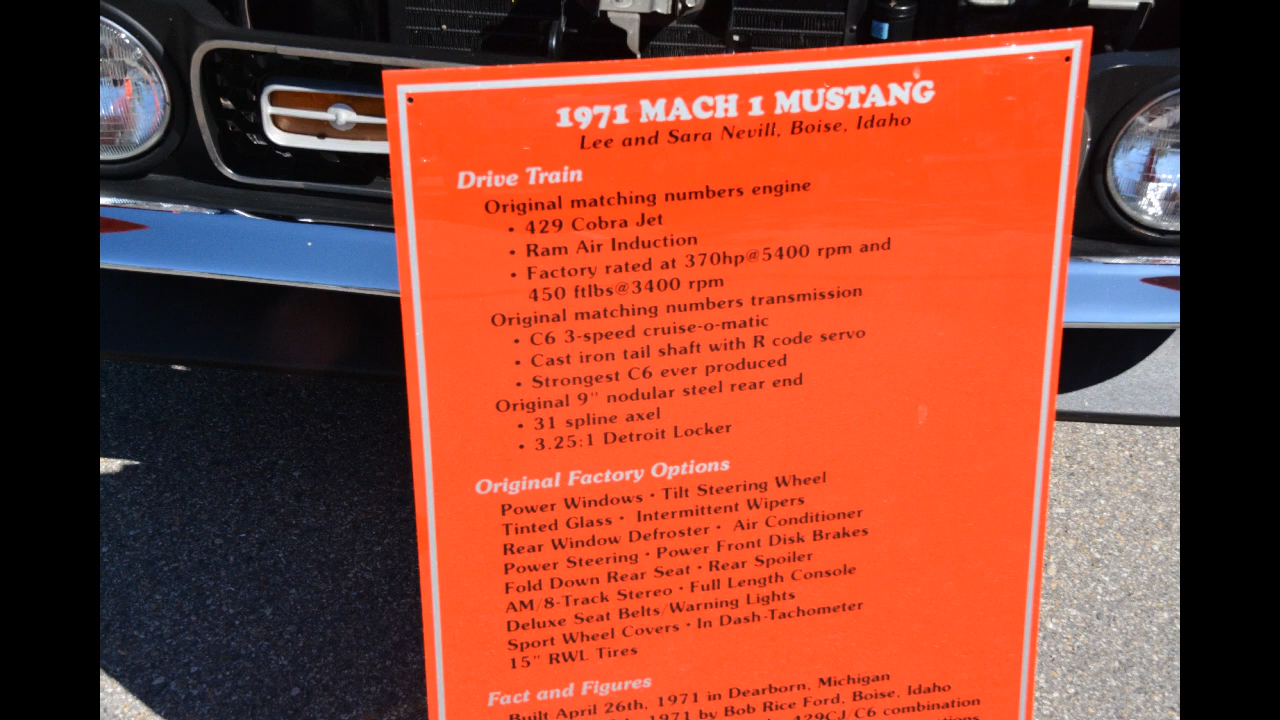 1971 MACH 1 MUSTANG
Lee and Sara Nevill, Boise, Idaho
Drive Train
Original matching numbers engine
• 429 Cobra Jet
• Ram Air Induction
• Factory rated at 370hp@5400 rpm and
450 ftlbs@3400 rpm
Original matching numbers transmission
• C6 3-speed cruise-o-matic
• Cast iron tail shaft with R code servo
• Strongest C6 ever produced
Original 9" nodular steel rear end
• 31 spline axel
• 3.25:1 Detroit Locker
Original Factory Options
Power Windows • Tilt Steering Wheel
Tinted Glass • Intermittent Wipers
Rear Window Defroster • Air Conditioner
Power Steering • Power Front Disk Brakes
Fold Down Rear Seat • Rear Spoiler
AM/8-Track Stereo • Full Length Console
Deluxe Seat Belts/Warning Lights
Sport Wheel Covers • In Dash-Tachometer
15" RWL Tires
Fact and Figures
Built April 26th, 1971 in Dearborn, Michigan
1971 by Bob Rice Ford, Boise, Idaho
429CJ/C6 combination